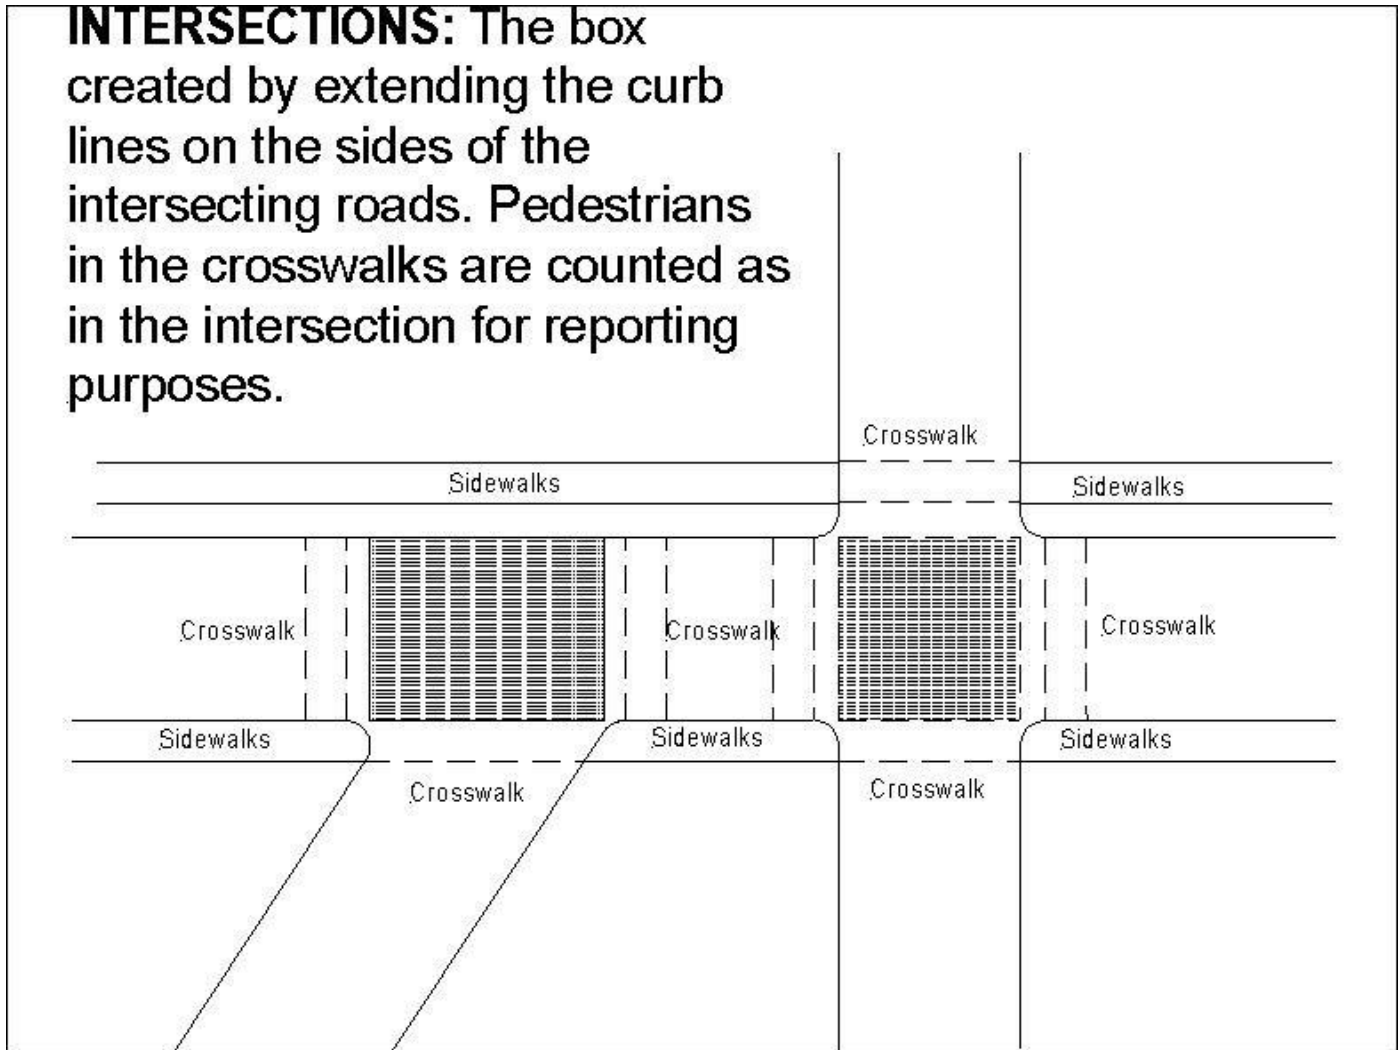 INTERSECTIONS: The box
created by extending the curb
lines on the sides of the
intersecting roads. Pedestrians
in the crosswalks are counted as
in the intersection for reporting
purposes.
Crosswalk
Sidewalks
Sidewalks
Crosswalk
Crosswalk
Crosswalk
Sidewalks
Sidewalks
Sidewalks
Crosswalk
Crosswalk